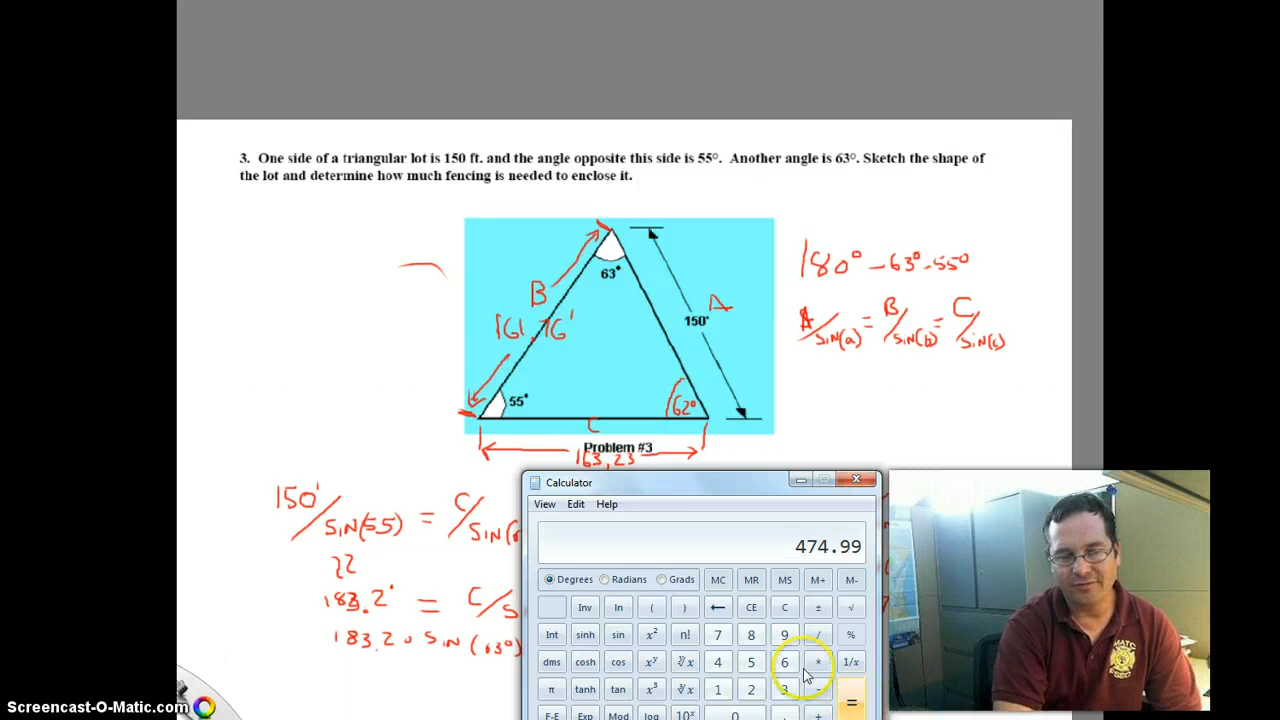 3. One side of a triangular lot is 150 ft. and the angle opposite this side is 55°. Another angle is 63°. Sketch the shape of
the lot and determine how much fencing is needed to enclose it.
180° - 63° - 55°
63°
B
A
A/sin(a) = B/sin(b) = C/sin(c)
161.76'
150'
55°
62°
C
Problem #3
163,23
150'/SIN(55) = C/SIN(
183.2' = C/S
183.2 • SIN (63°)
Calculator
View Edit Help
474.99
Degrees Radians Grads MC MR MS M+ M-
Inv ln ( ) ← CE C ± √
Int sinh sin x² n! 7 8 9 / %
dms cosh cos xʸ ʸ√x 4 5 6 * 1/x
π tanh tan x³ ³√x 1 2 3 - =
F-E Exp Mod log 10ˣ 0 . +
MATC
Screencast-O-Matic.com